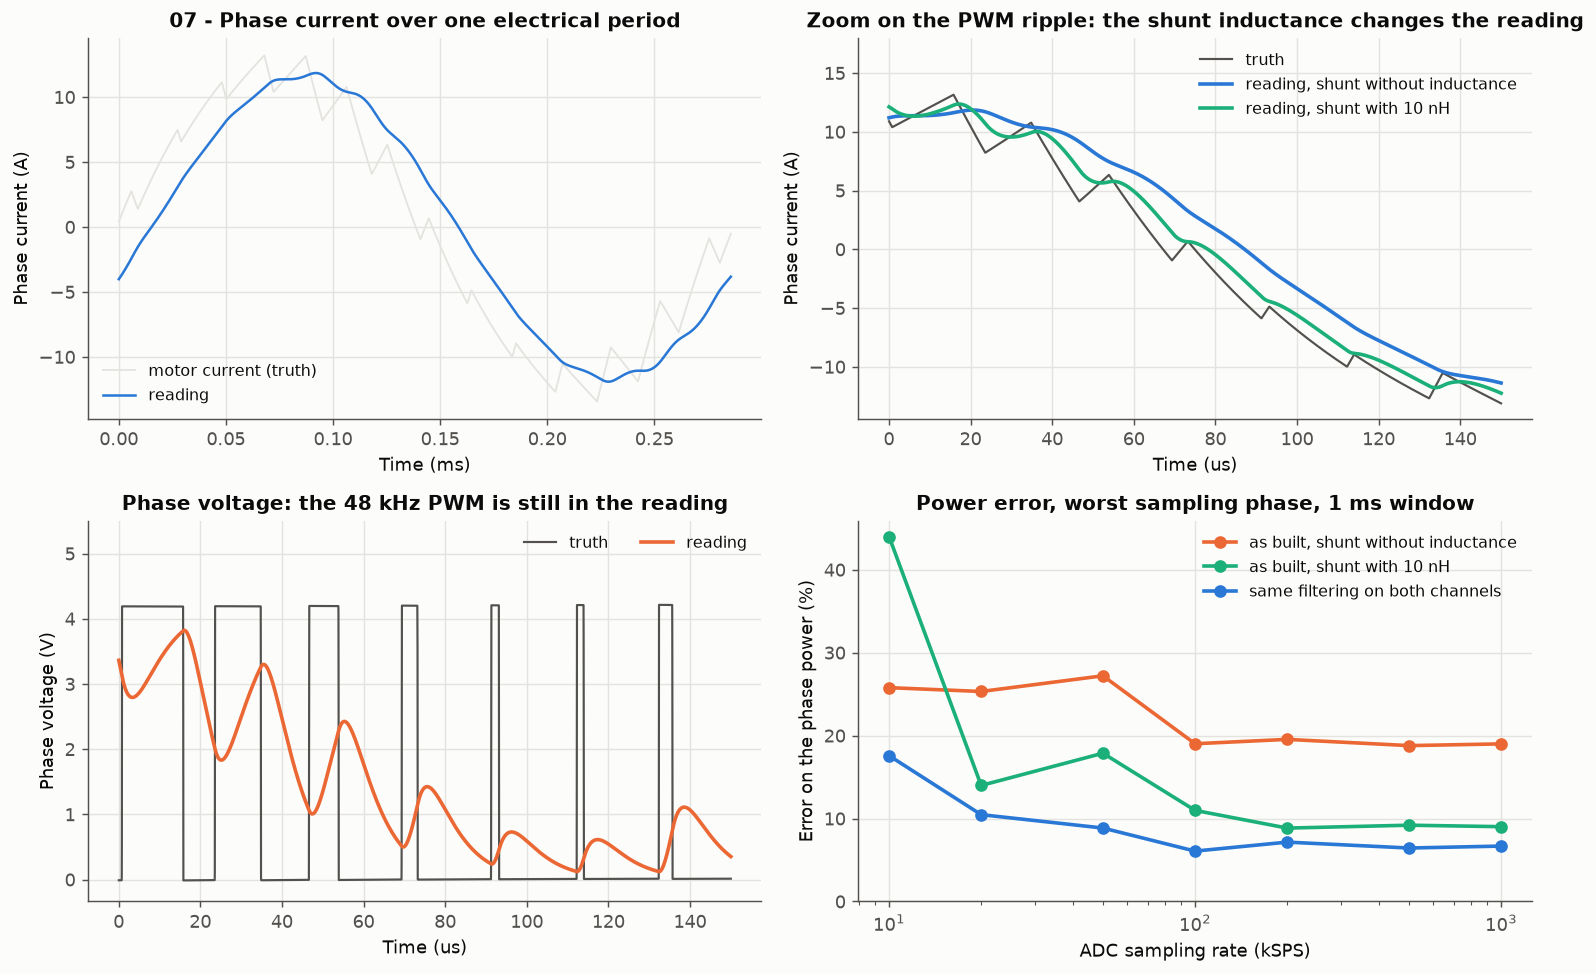 07 - Phase current over one electrical period
Phase current (A)
10
5
0
−5
−10
motor current (truth)
reading
0.00
0.05
0.10
0.15
0.20
0.25
Time (ms)
Zoom on the PWM ripple: the shunt inductance changes the reading
Phase current (A)
15
10
5
0
−5
−10
truth
reading, shunt without inductance
reading, shunt with 10 nH
0
20
40
60
80
100
120
140
Time (us)
Phase voltage: the 48 kHz PWM is still in the reading
Phase voltage (V)
5
4
3
2
1
0
truth
reading
0
20
40
60
80
100
120
140
Time (us)
Power error, worst sampling phase, 1 ms window
Error on the phase power (%)
40
30
20
10
0
as built, shunt without inductance
as built, shunt with 10 nH
same filtering on both channels
10¹
10²
10³
ADC sampling rate (kSPS)